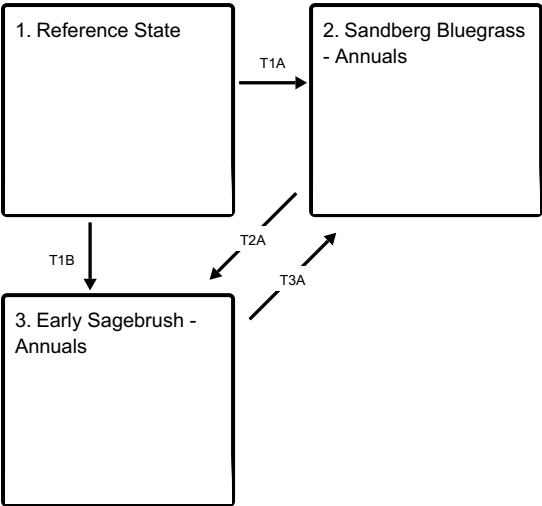 1. Reference State
T1A
2. Sandberg Bluegrass
- Annuals
T1B
T2A
T3A
3. Early Sagebrush -
Annuals